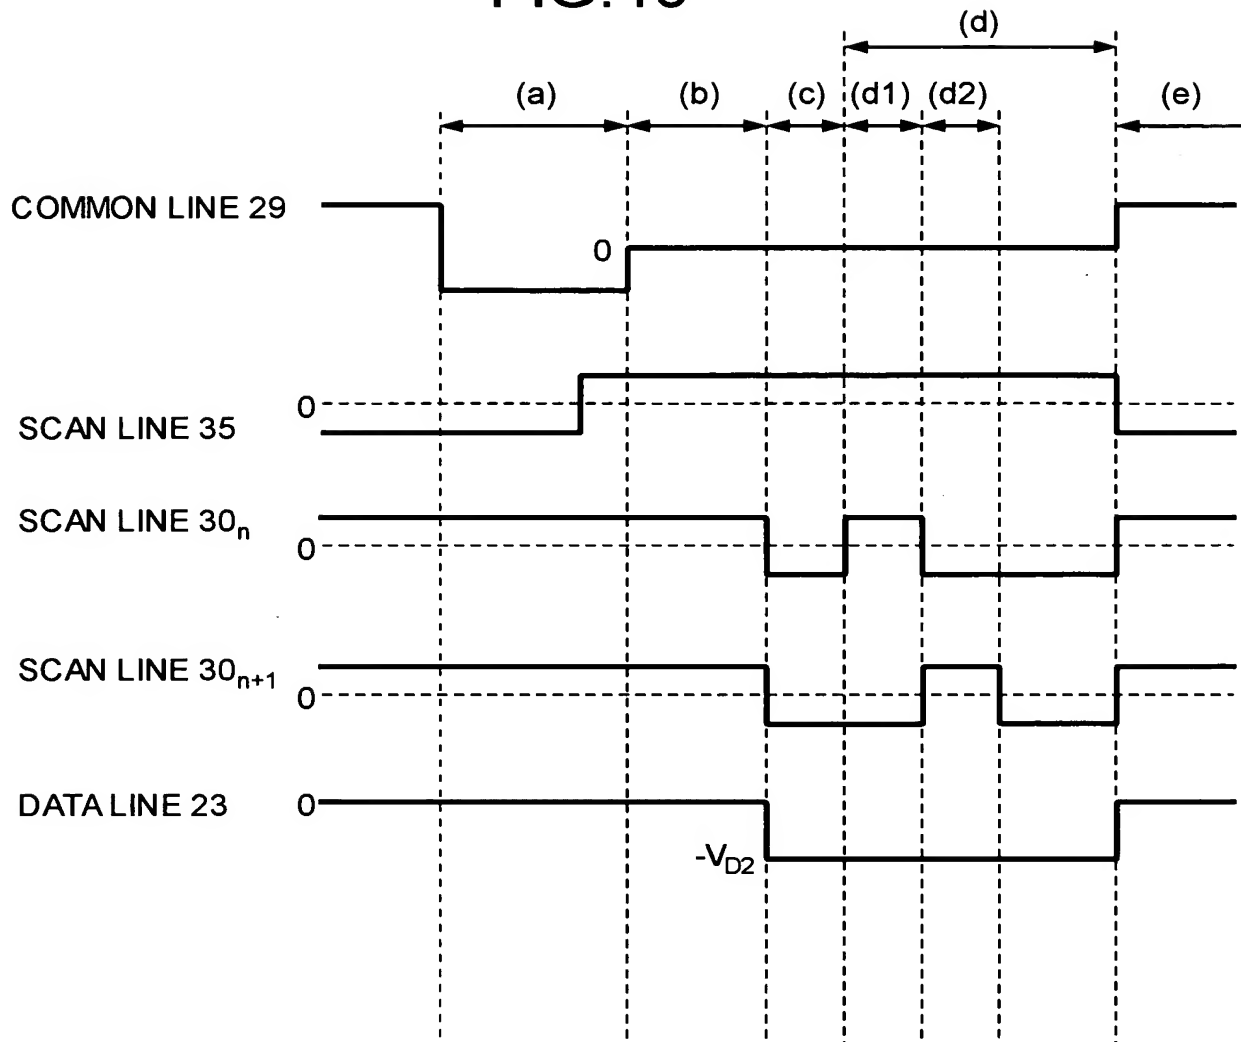 (d)
(a) (b) (c) (d1) (d2) (e)
COMMON LINE 29
0
0
SCAN LINE 35
SCAN LINE 30n
0
SCAN LINE 30n+1
0
DATA LINE 23 0
-VD2